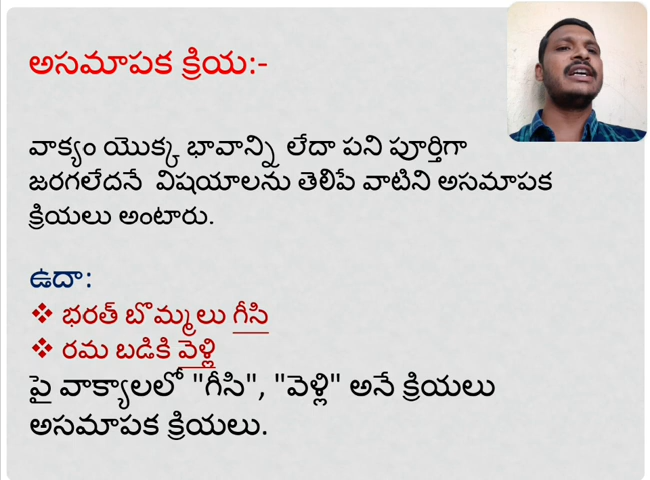 అసమాపక క్రియ:-
వాక్యం యొక్క భావాన్ని లేదా పని పూర్తిగా
జరగలేదనే విషయాలను తెలిపే వాటిని అసమాపక
క్రియలు అంటారు.
ఉదా:
❖ భరత్ బొమ్మలు గీసి
❖ రమ బడికి వెళ్లి
పై వాక్యాలలో "గీసి", "వెళ్లి" అనే క్రియలు
అసమాపక క్రియలు.